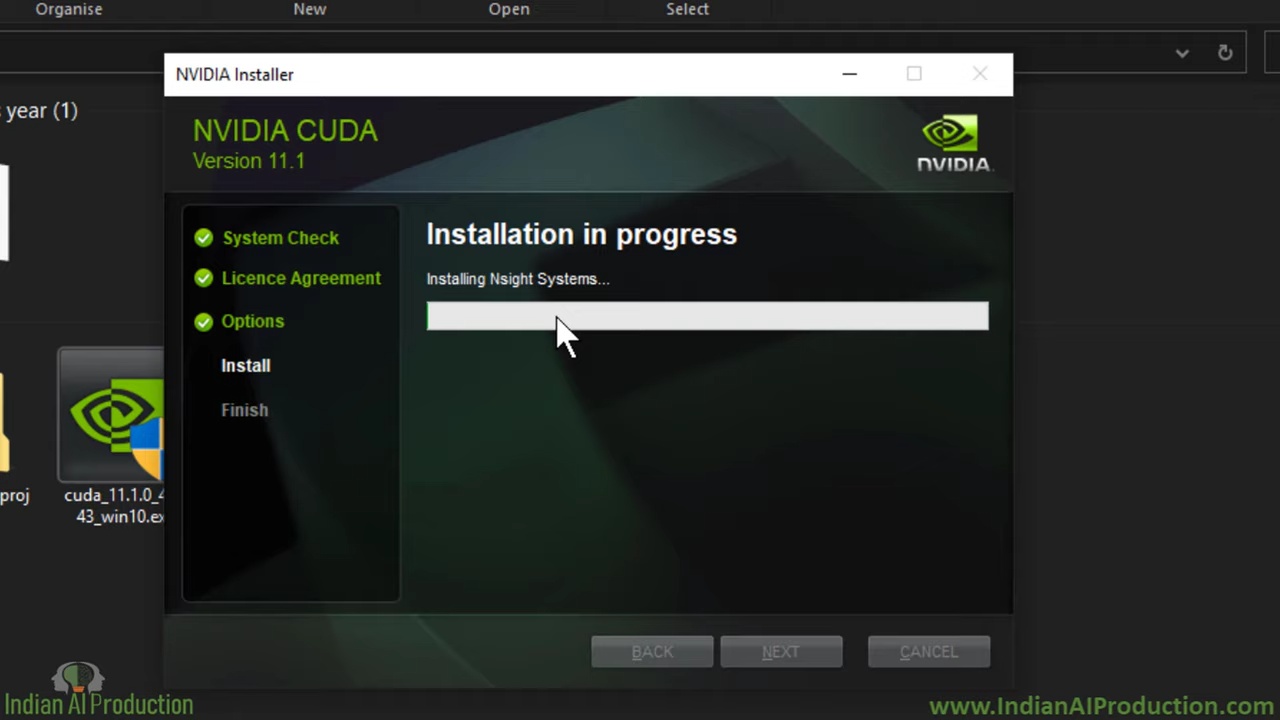 Organise
New
Open
Select
NVIDIA Installer
s year (1)
NVIDIA CUDA
Version 11.1
NVIDIA.
System Check
Licence Agreement
Options
Install
Finish
Installation in progress
Installing Nsight Systems...
proj
cuda_11.1.0_4
43_win10.ex
BACK
NEXT
CANCEL
Indian AI Production
www.IndianAIProduction.com